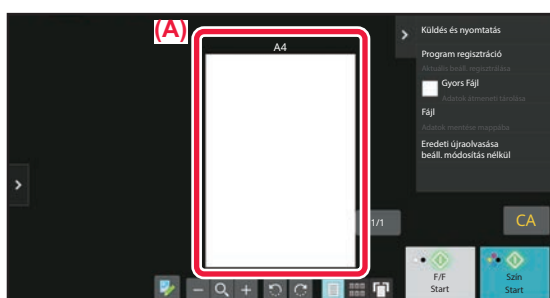 (A)
A4
Küldés és nyomtatás
Program regisztráció
Aktuális beáll. regisztrálása
Gyors Fájl
Adatok átmeneti tárolása
Fájl
Adatok mentése mappába
Eredeti újraolvasása
beáll. módosítás nélkül
1/1
CA
F/F
Start
Szín
Start